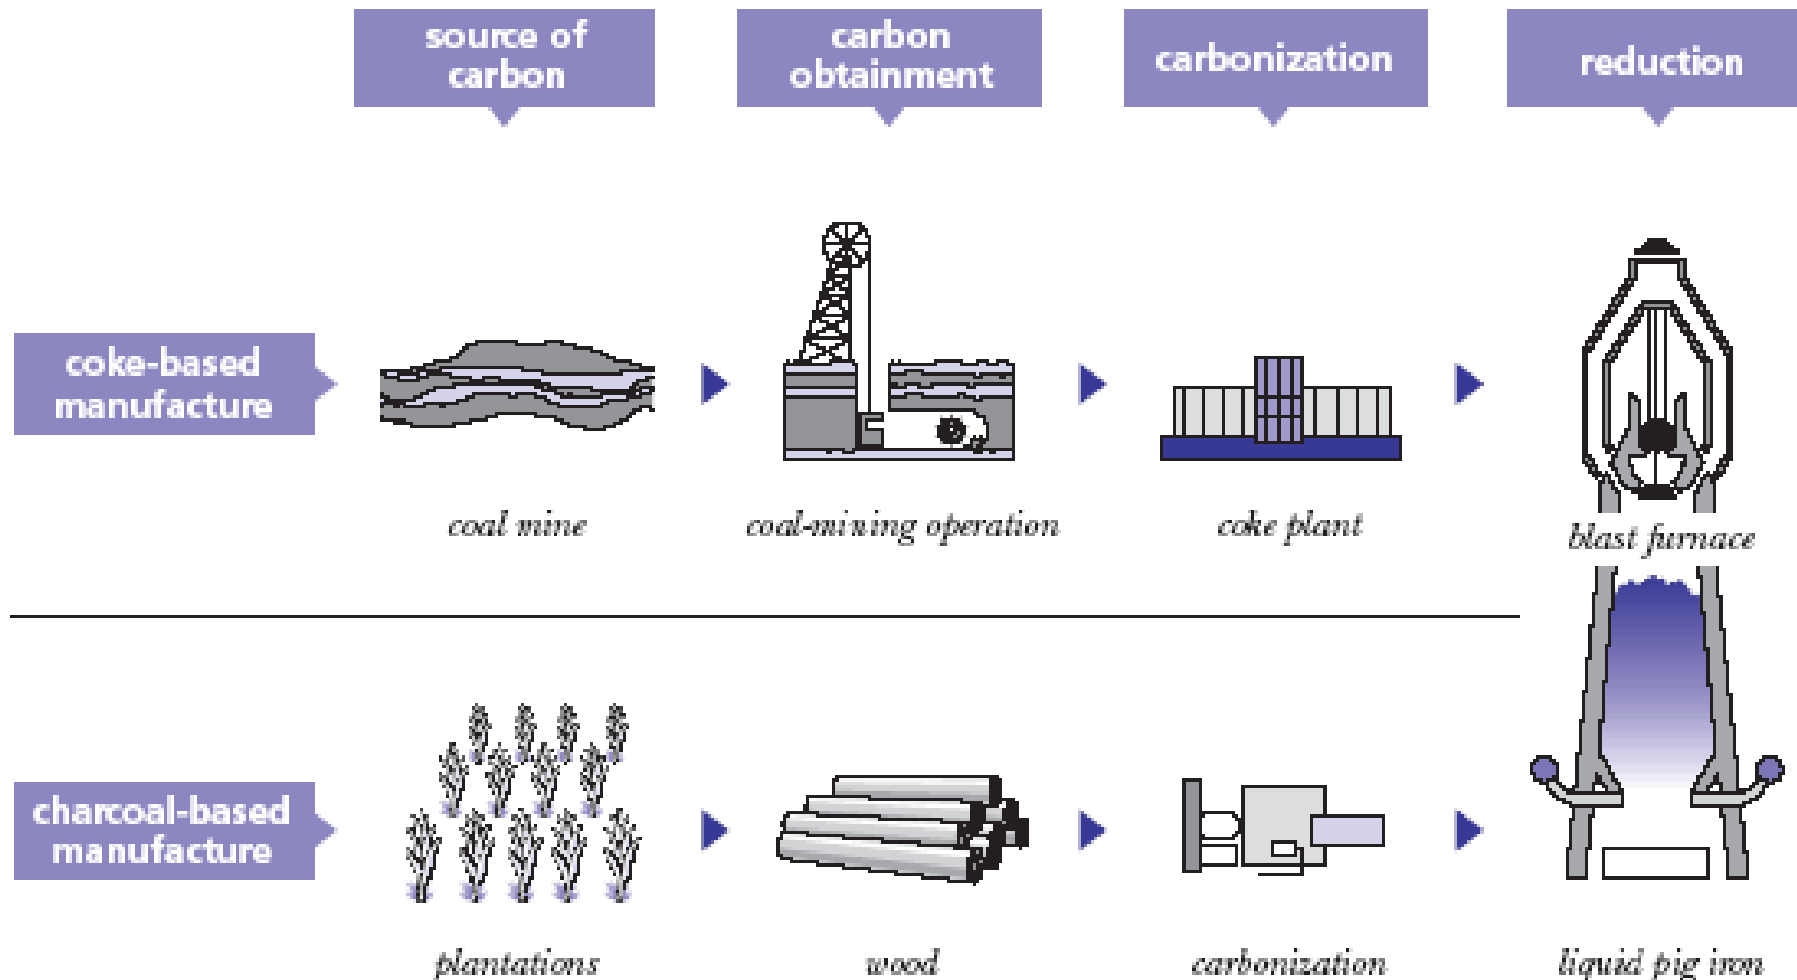 source of
carbon
carbon
obtainment
carbonization
reduction
coke-based
manufacture
coal mine
coal-mining operation
coke plant
blast furnace
charcoal-based
manufacture
plantations
wood
carbonization
liquid pig iron